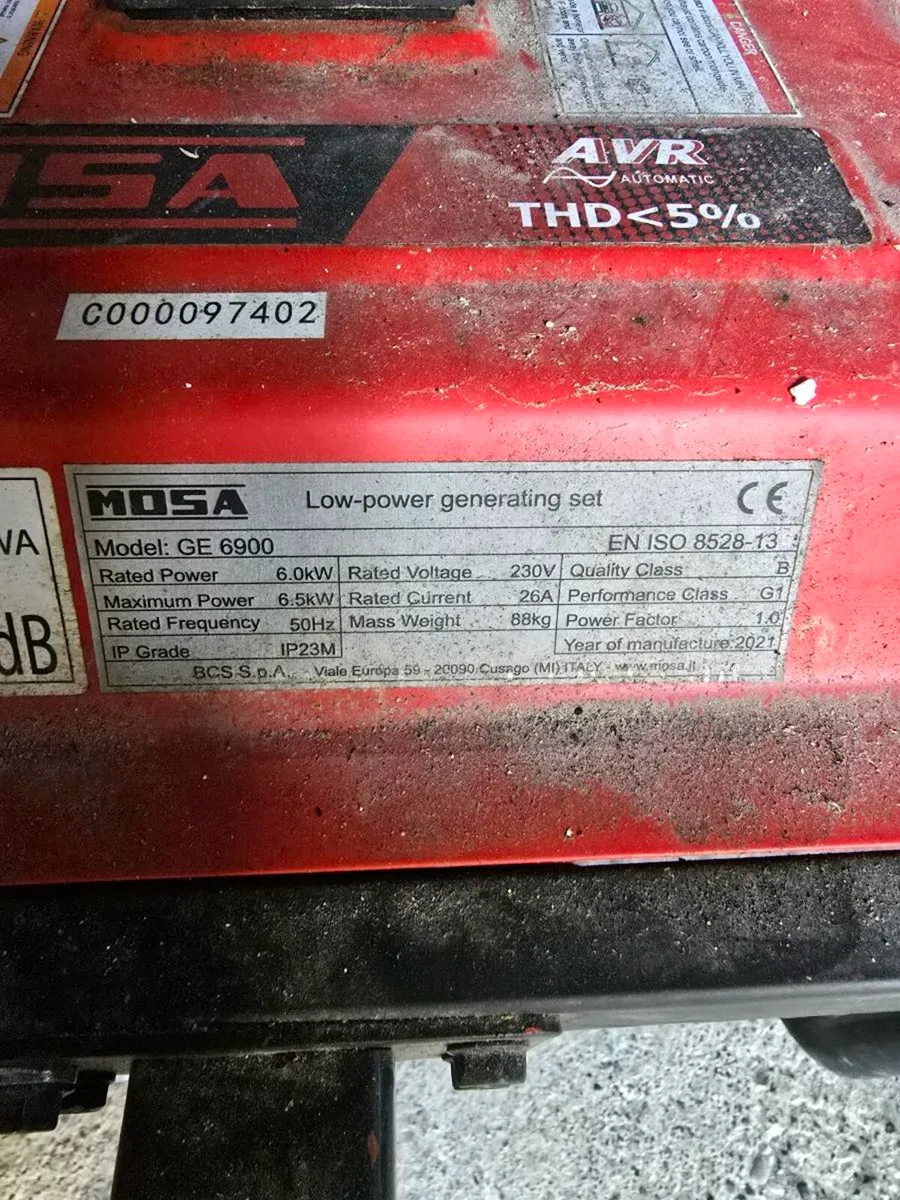 WARNING
DANGER
MOSA
AVR
AUTOMATIC
THD<5%
C000097402
VA
dB
MOSA Low-power generating set CE
Model: GE 6900 EN ISO 8528-13
Rated Power 6.0kW Rated Voltage 230V Quality Class B
Maximum Power 6.5kW Rated Current 26A Performance Class G1
Rated Frequency 50Hz Mass Weight 88kg Power Factor 1.0
IP Grade IP23M Year of manufacture 2021
BCS S.p.A. Viale Europa 59 - 20090 Cusago (MI) ITALY - www.mosa.it